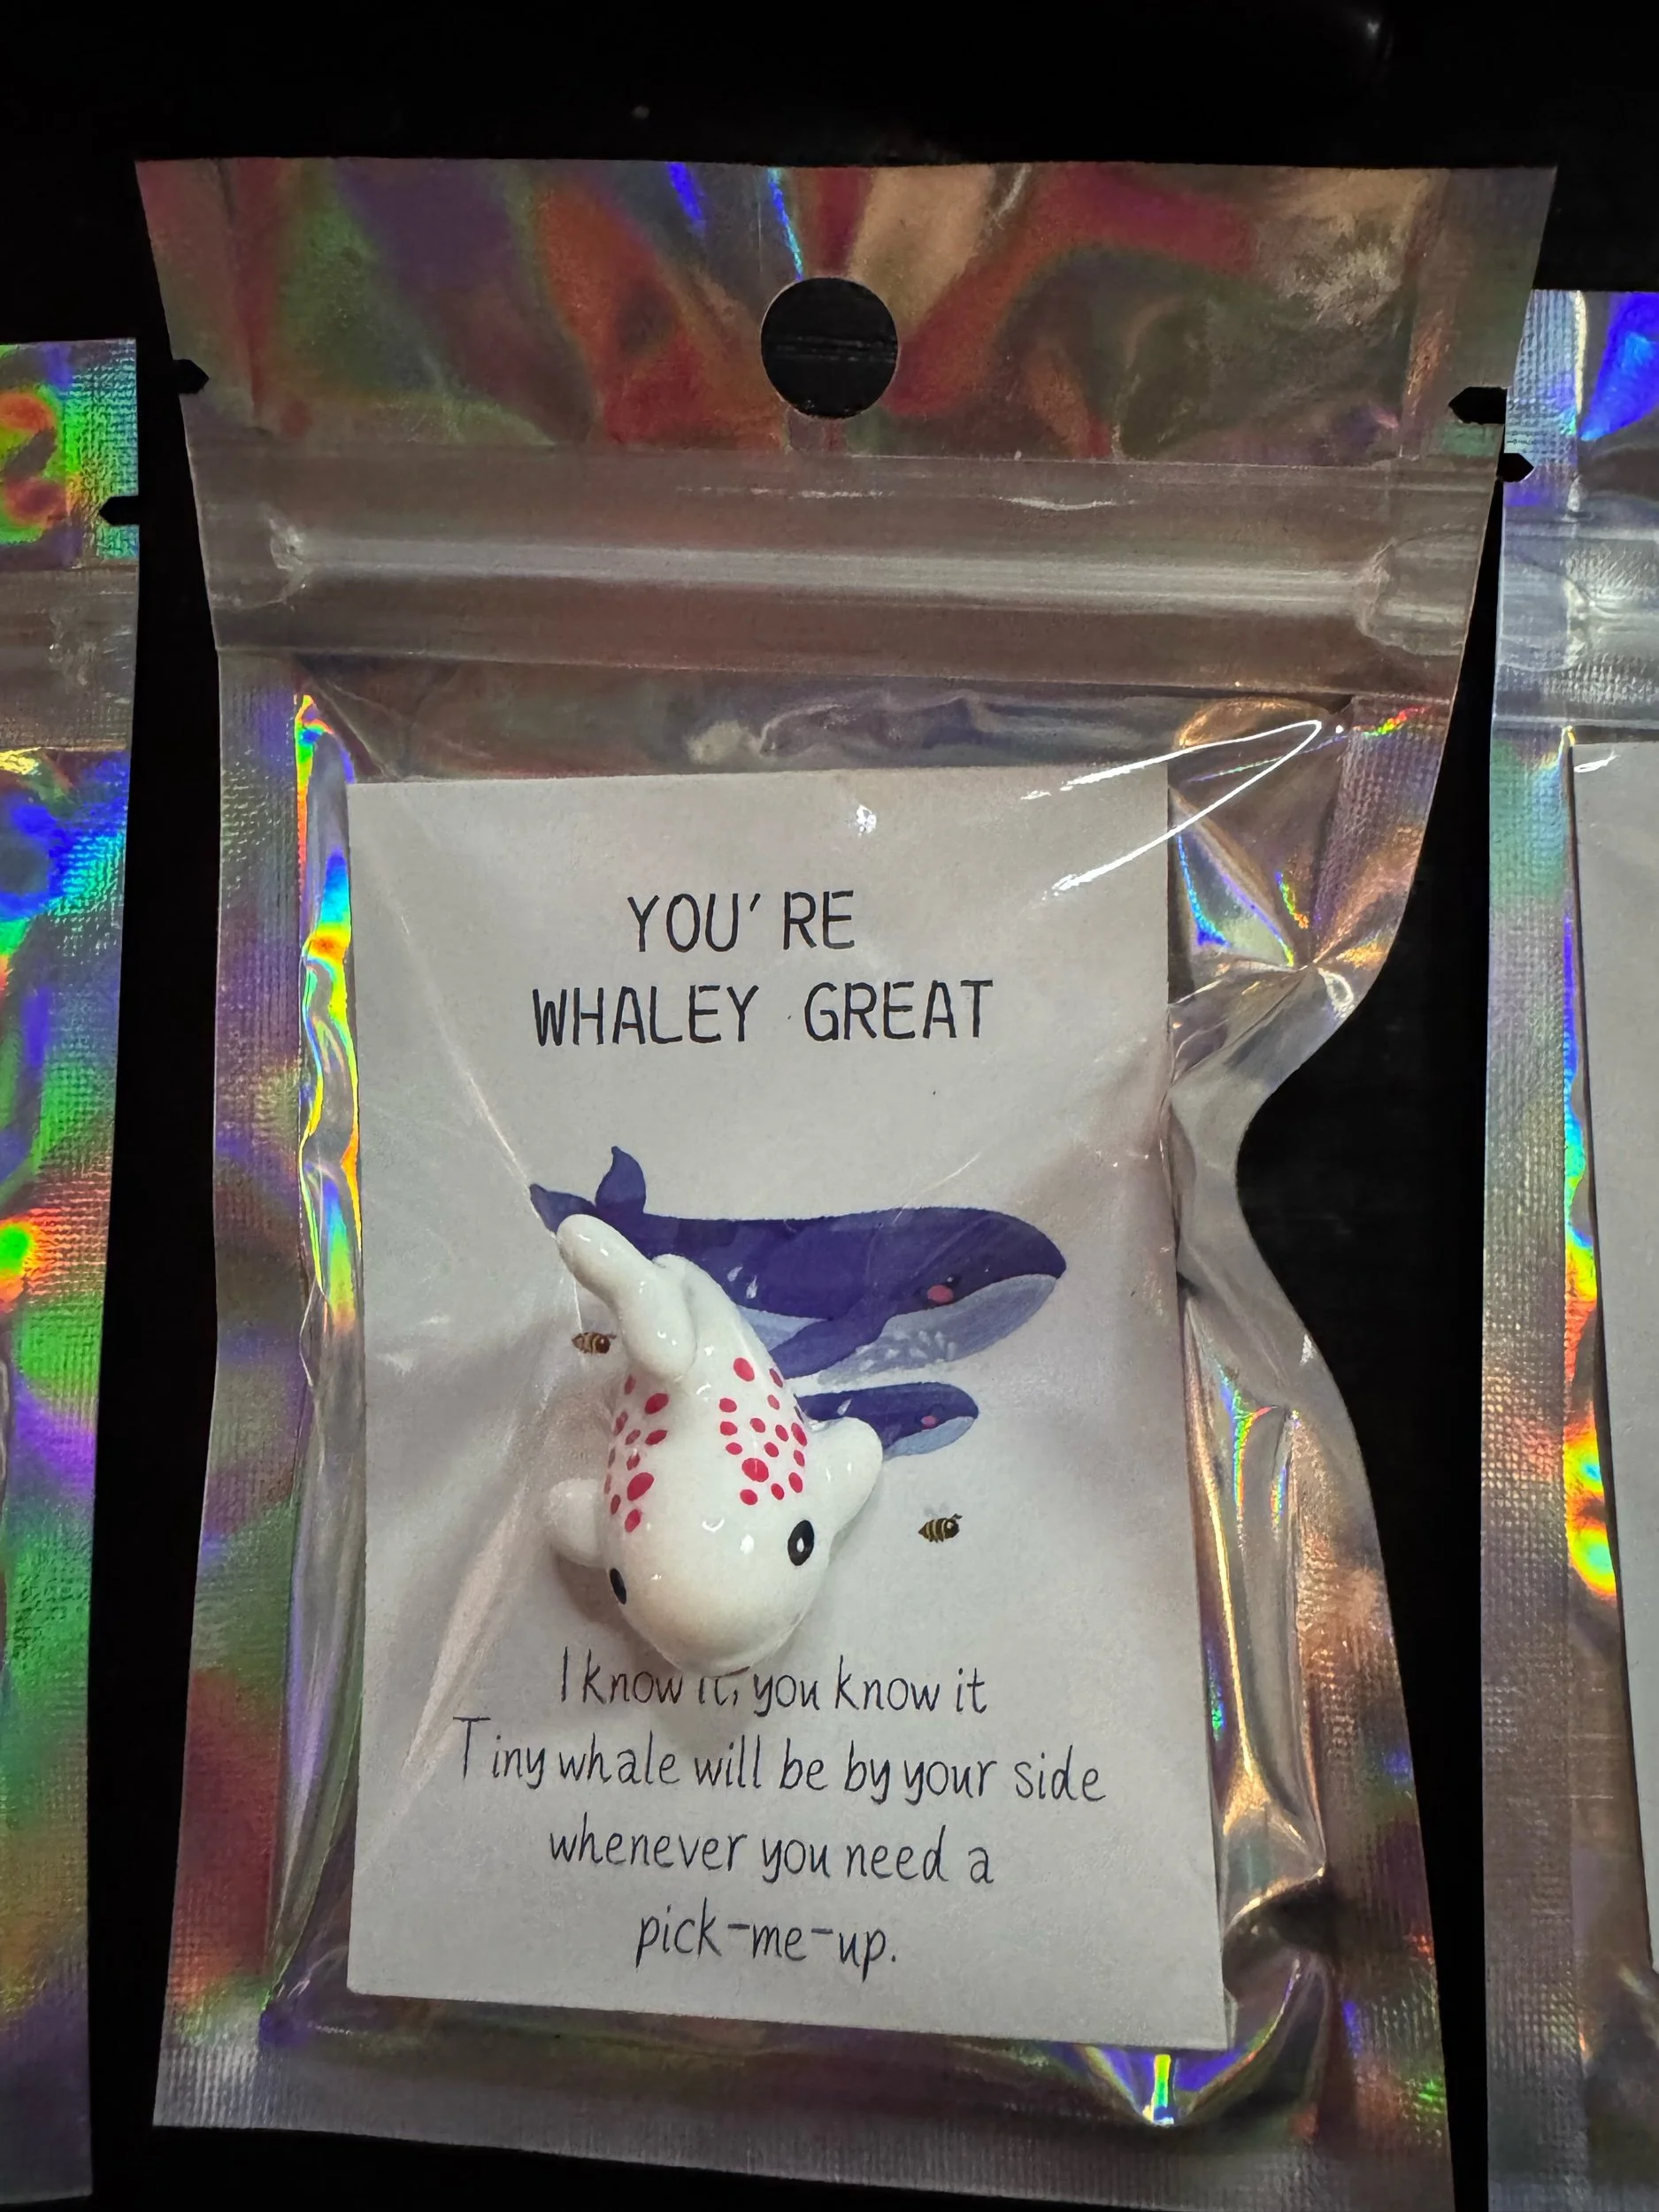 YOU'RE
WHALEY GREAT
I know it, you know it
Tiny whale will be by your side
whenever you need a
pick-me-up.